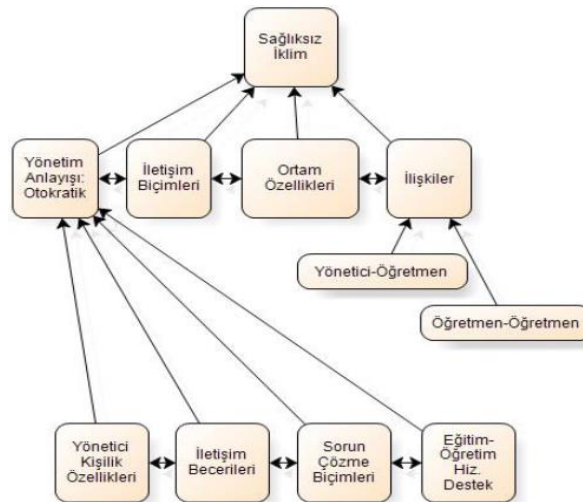 Sağlıksız
İklim
Yönetim
Anlayışı:
Otokratik
İletişim
Biçimleri
Ortam
Özellikleri
İlişkiler
Yönetici-Öğretmen
Öğretmen-Öğretmen
Yönetici
Kişilik
Özellikleri
İletişim
Becerileri
Sorun
Çözme
Biçimleri
Eğitim-
Öğretim
Hiz.
Destek